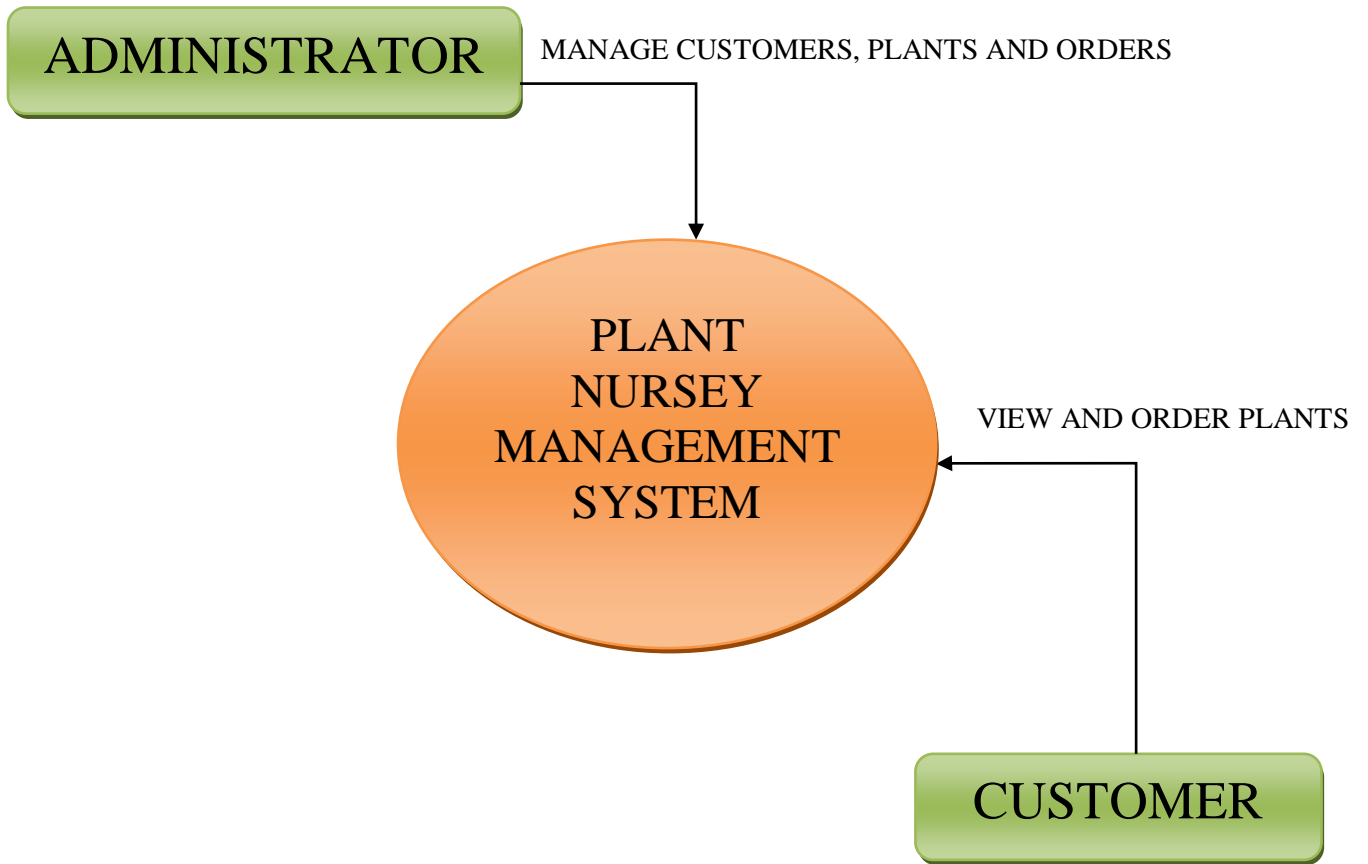 ADMINISTRATOR
MANAGE CUSTOMERS, PLANTS AND ORDERS
PLANT
NURSEY
MANAGEMENT
SYSTEM
VIEW AND ORDER PLANTS
CUSTOMER